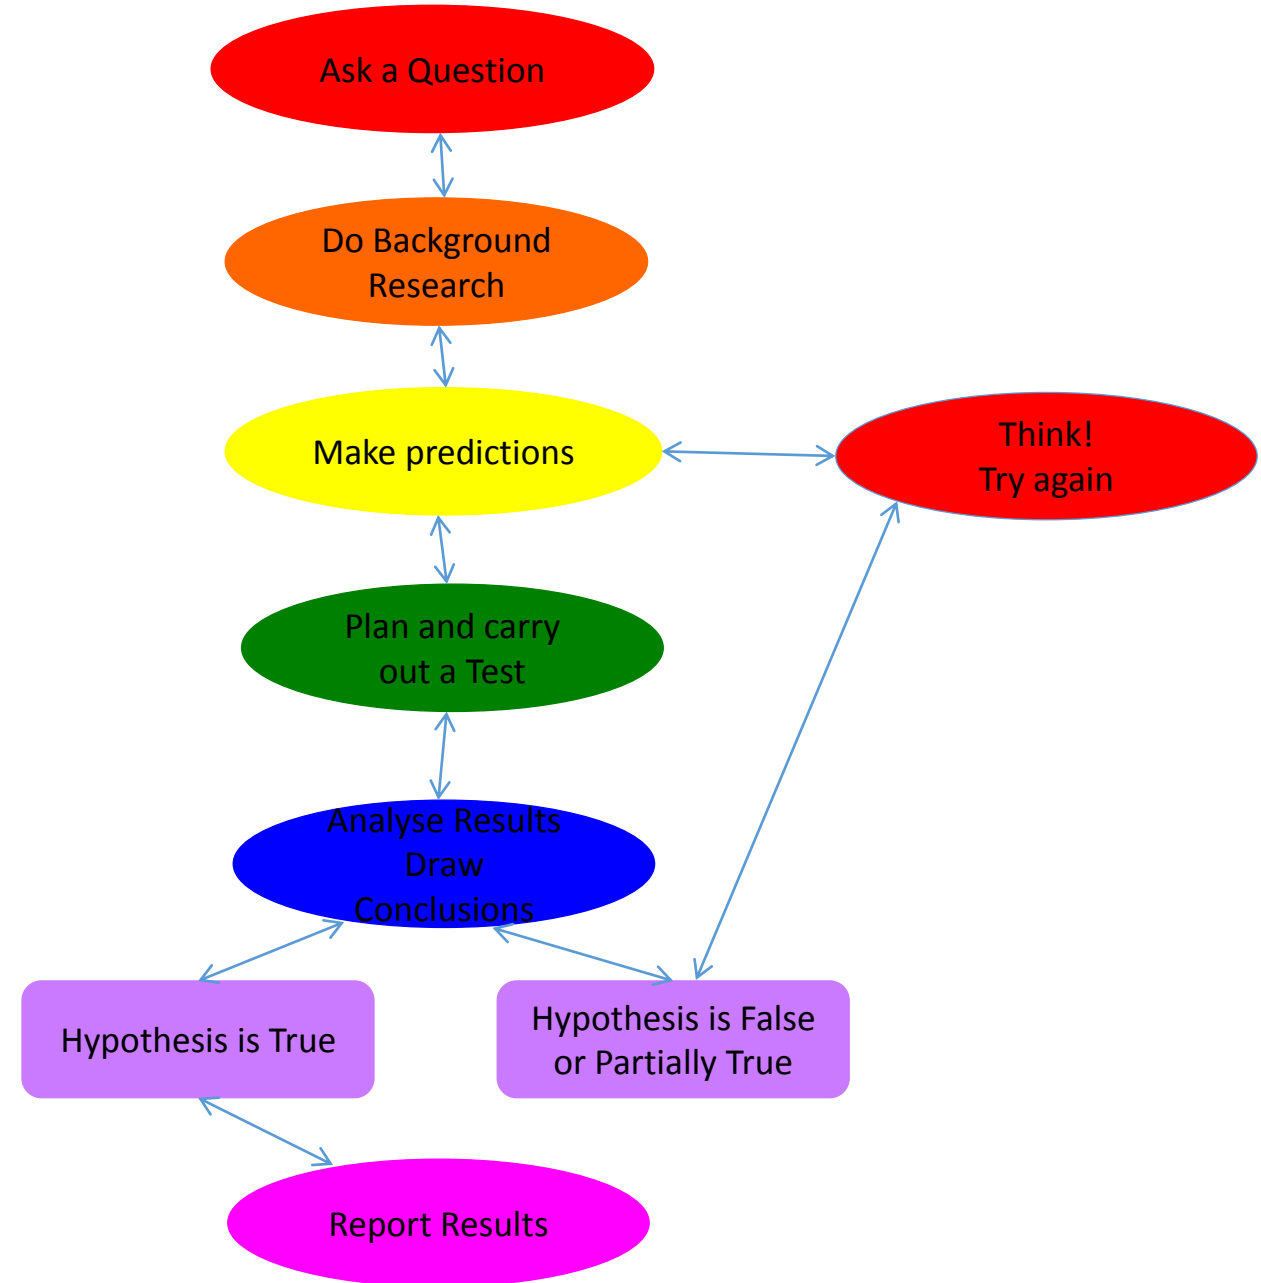 Ask a Question
Do Background
Research
Make predictions
Think!
Try again
Plan and carry
out a Test
Analyse Results
Draw
Conclusions
Hypothesis is True
Hypothesis is False
or Partially True
Report Results